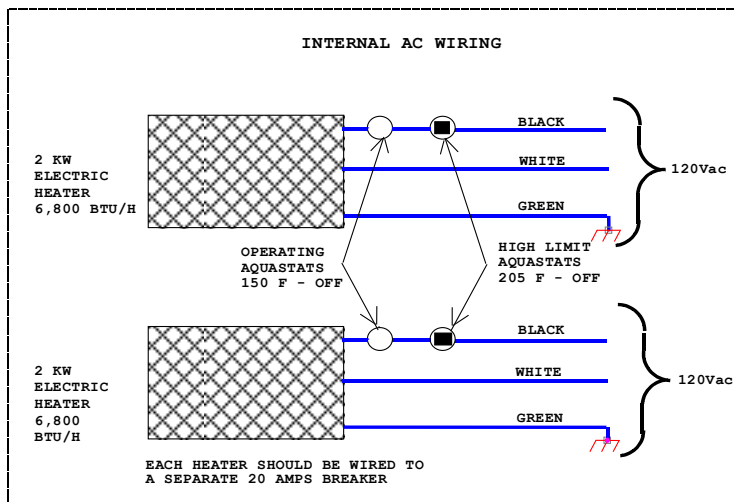 INTERNAL AC WIRING
2 KW
ELECTRIC
HEATER
6,800 BTU/H
BLACK
WHITE
GREEN
120Vac
OPERATING
AQUASTATS
150 F - OFF
HIGH LIMIT
AQUASTATS
205 F - OFF
2 KW
ELECTRIC
HEATER
6,800
BTU/H
BLACK
WHITE
GREEN
120Vac
EACH HEATER SHOULD BE WIRED TO
A SEPARATE 20 AMPS BREAKER